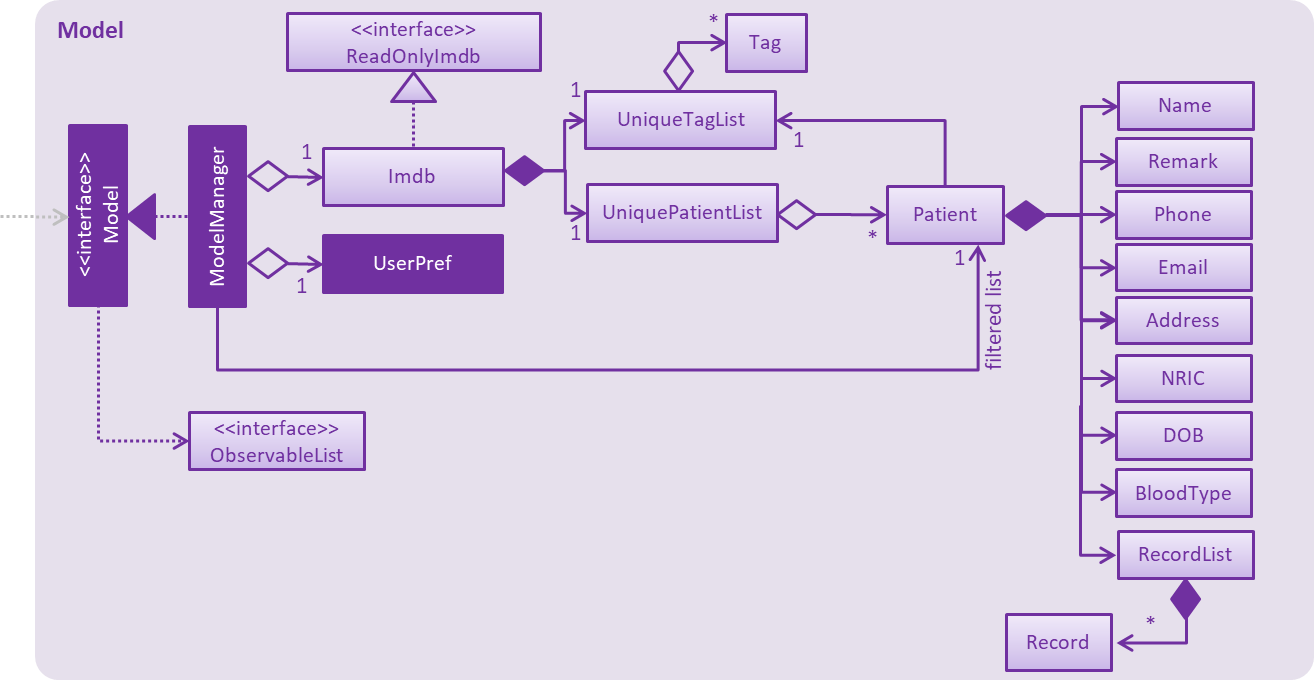 Model
<<interface>>
ReadOnlyImdb
*
Tag
1
UniqueTagList
1
Name
Remark
Phone
Email
Address
NRIC
DOB
BloodType
RecordList
*
Record
<<interface>>
Model
ModelManager
1
Imdb
1
UserPref
1
UniquePatientList
*
Patient
1
filtered list
<<interface>>
ObservableList